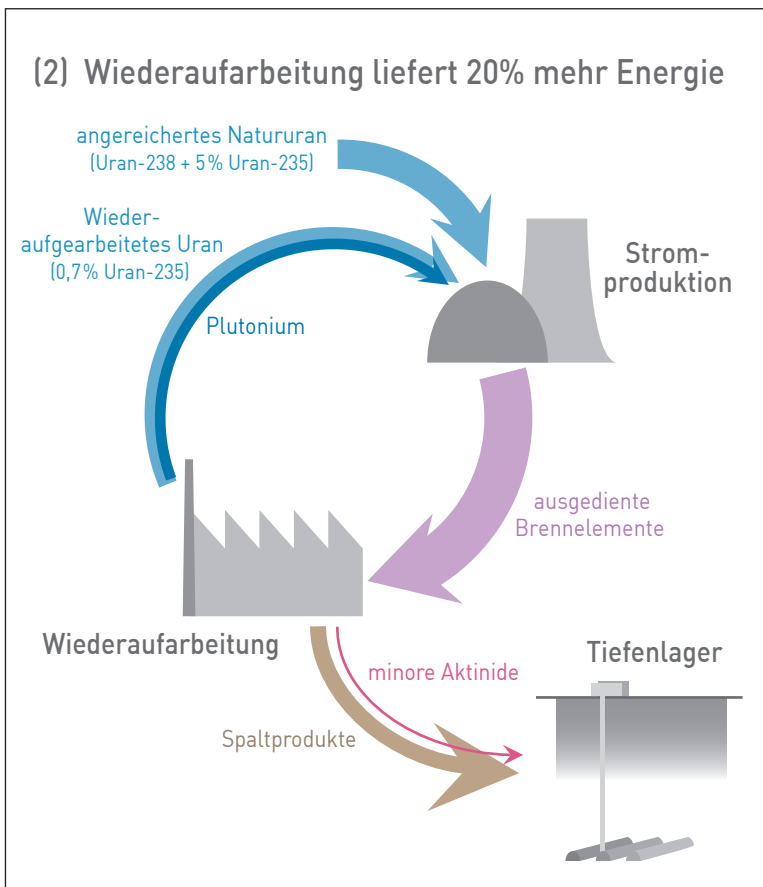 (2) Wiederaufarbeitung liefert 20% mehr Energie
angereichertes Natururan
(Uran-238 + 5% Uran-235)
Wieder-
aufgearbeitetes Uran
(0,7% Uran-235)
Plutonium
Strom-
produktion
ausgediente
Brennelemente
Wiederaufarbeitung
minore Aktinide
Spaltprodukte
Tiefenlager